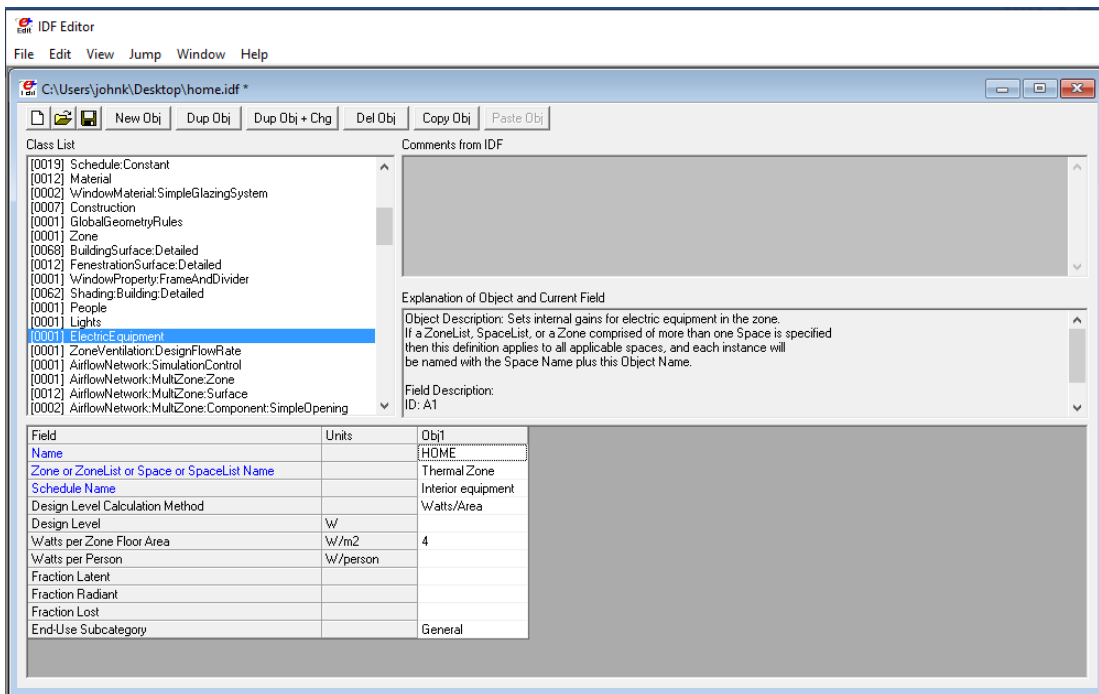 IDF Editor
File Edit View Jump Window Help
C:\Users\johnk\Desktop\home.idf *
New Obj Dup Obj Dup Obj + Chg Del Obj Copy Obj Paste Obj
Class List
[0019] Schedule:Constant
[0012] Material
[0002] WindowMaterial:SimpleGlazingSystem
[0007] Construction
[0001] GlobalGeometryRules
[0001] Zone
[0068] BuildingSurface:Detailed
[0012] FenestrationSurface:Detailed
[0001] WindowProperty:FrameAndDivider
[0062] Shading:Building:Detailed
[0001] People
[0001] Lights
[0001] ElectricEquipment
[0001] ZoneVentilation:DesignFlowRate
[0001] AirflowNetwork:SimulationControl
[0001] AirflowNetwork:MultiZone:Zone
[0012] AirflowNetwork:MultiZone:Surface
[0002] AirflowNetwork:MultiZone:Component:SimpleOpening
Comments from IDF
Explanation of Object and Current Field
Object Description: Sets internal gains for electric equipment in the zone.
If a ZoneList, SpaceList, or a Zone comprised of more than one Space is specified
then this definition applies to all applicable spaces, and each instance will
be named with the Space Name plus this Object Name.
Field Description:
ID: A1
Field Units Obj1
Name HOME
Zone or ZoneList or Space or SpaceList Name Thermal Zone
Schedule Name Interior equipment
Design Level Calculation Method Watts/Area
Design Level W
Watts per Zone Floor Area W/m2 4
Watts per Person W/person
Fraction Latent
Fraction Radiant
Fraction Lost
End-Use Subcategory General